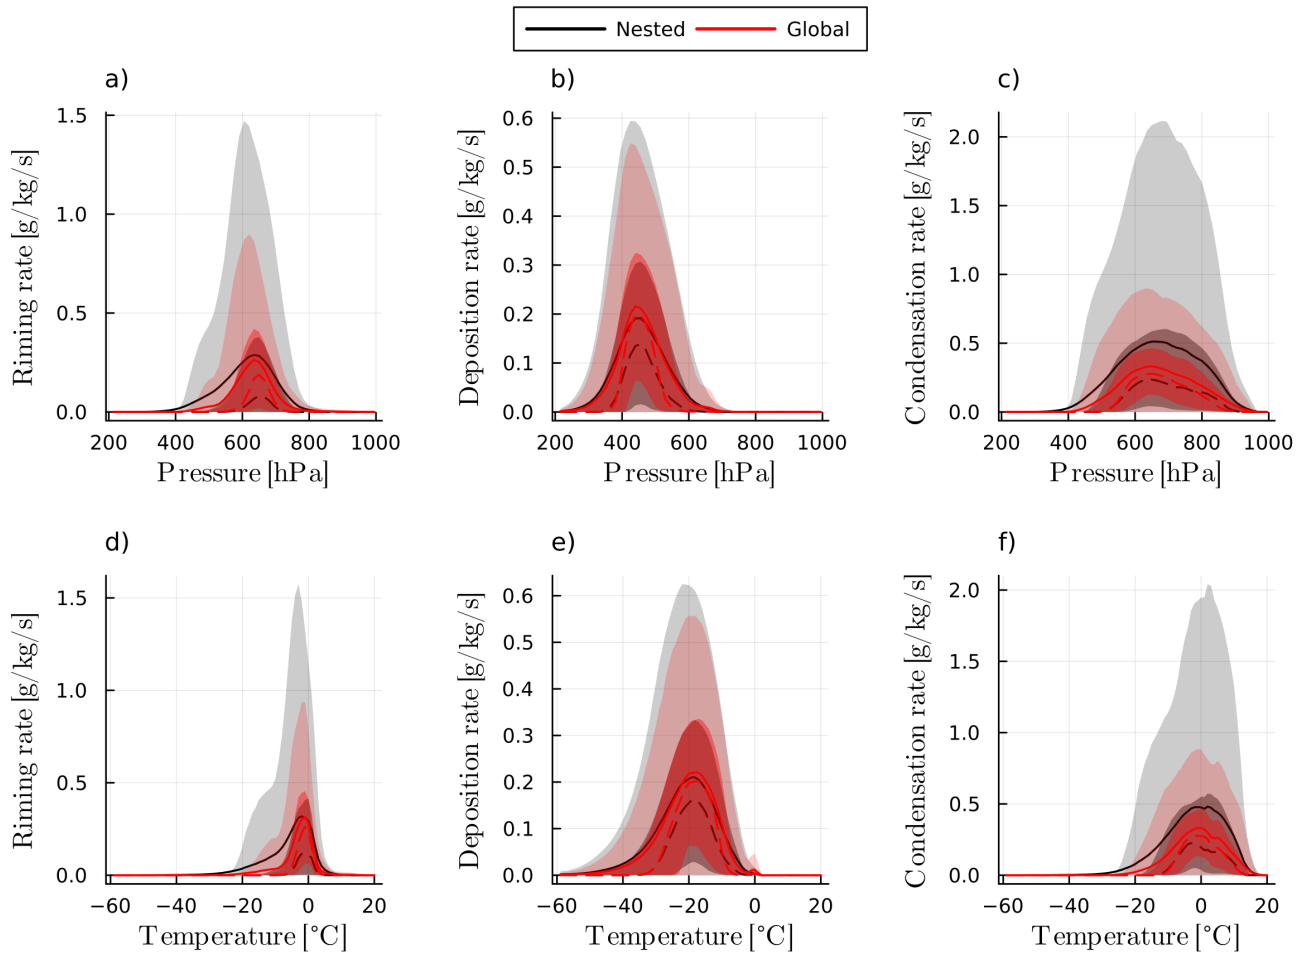 Nested Global
a) b) c)
Riming rate [g/kg/s]
1.5
1.0
0.5
0.0
200 400 600 800 1000
Pressure [hPa]
Deposition rate [g/kg/s]
0.6
0.5
0.4
0.3
0.2
0.1
0.0
200 400 600 800 1000
Pressure [hPa]
Condensation rate [g/kg/s]
2.0
1.5
1.0
0.5
0.0
200 400 600 800 1000
Pressure [hPa]
d) e) f)
Riming rate [g/kg/s]
1.5
1.0
0.5
0.0
−60 −40 −20 0 20
Temperature [°C]
Deposition rate [g/kg/s]
0.6
0.5
0.4
0.3
0.2
0.1
0.0
−60 −40 −20 0 20
Temperature [°C]
Condensation rate [g/kg/s]
2.0
1.5
1.0
0.5
0.0
−60 −40 −20 0 20
Temperature [°C]